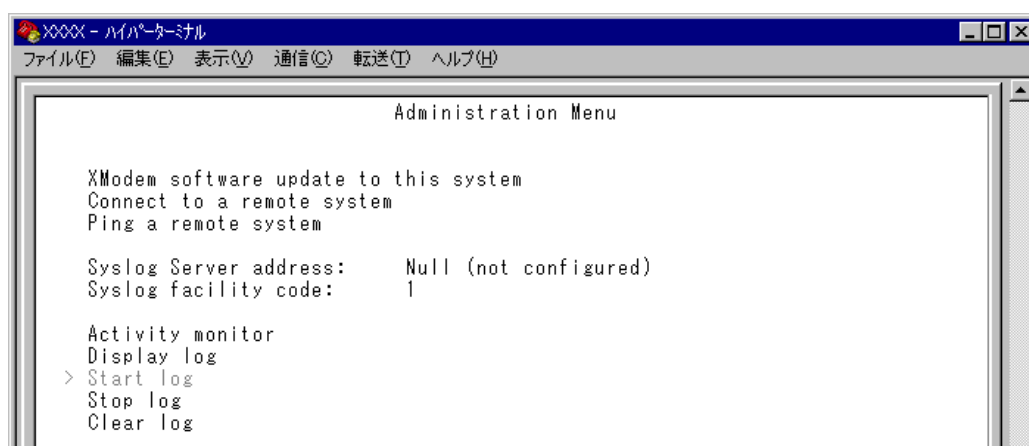 XXXX - ハイパーターミナル
ファイル(F) 編集(E) 表示(V) 通信(C) 転送(T) ヘルプ(H)
Administration Menu
XModem software update to this system
Connect to a remote system
Ping a remote system
Syslog Server address: Null (not configured)
Syslog facility code: 1
Activity monitor
Display log
> Start log
Stop log
Clear log